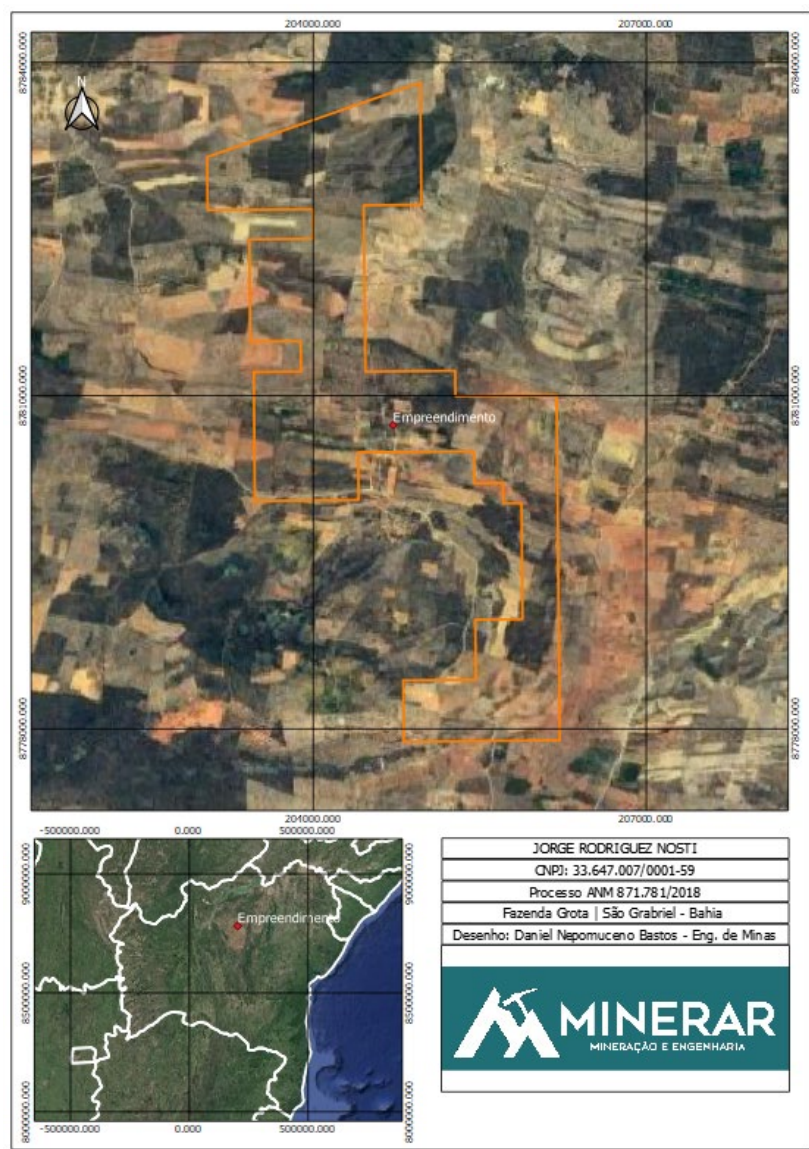 204000.000 207000.000
8784000.000 8784000.000
N
8781000.000 8781000.000
Empreendimento
8778000.000 8778000.000
204000.000 207000.000
-500000.000 0.000 500000.000
9000000.000 9000000.000
Empreendimento
8500000.000 8500000.000
8000000.000 8000000.000
-500000.000 0.000 500000.000
JORGE RODRIGUEZ NOSTI
CNPJ: 33.647.007/0001-59
Processo ANM 871.781/2018
Fazenda Grota | São Grabriel - Bahia
Desenho: Daniel Nepomuceno Bastos - Eng. de Minas
MINERAR
MINERAÇÃO E ENGENHARIA